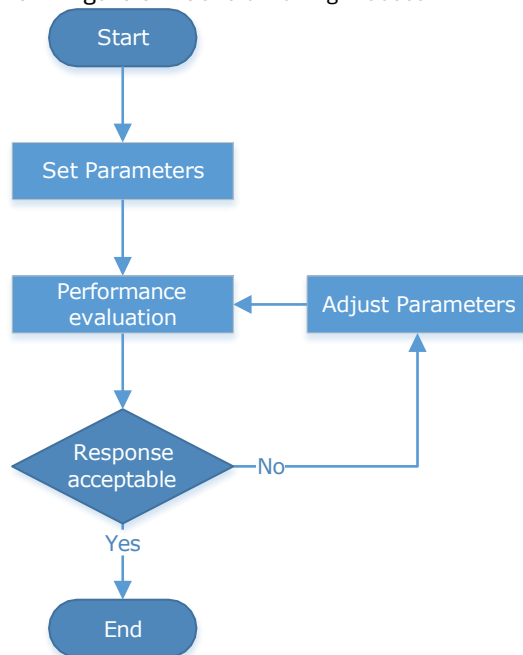 Start
Set Parameters
Performance
evaluation
Adjust Parameters
Response
acceptable
No
Yes
End